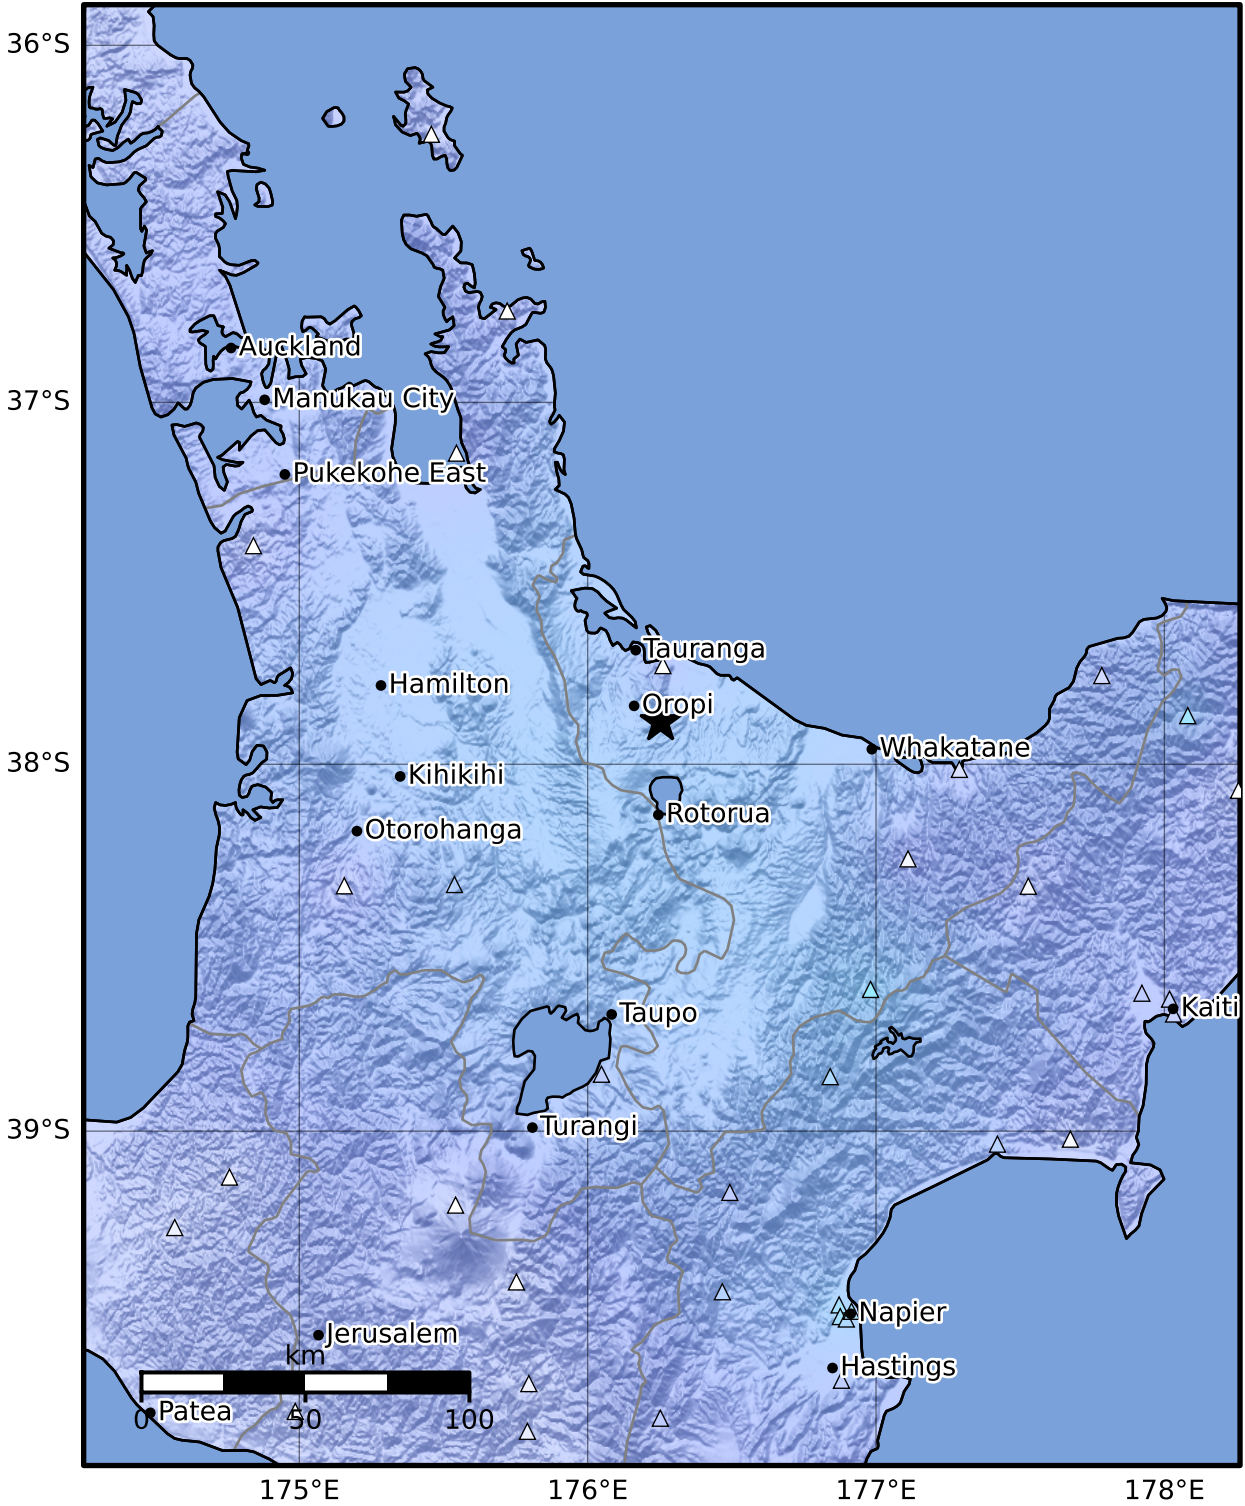 36°S
Auckland
37°S
Manukau City
Pukekohe East
Tauranga
Hamilton
Oropi
Whakatane
38°S
Kihikihi
Rotorua
Otorohanga
Kaiti
Taupo
39°S
Turangi
Napier
Jerusalem
km
Hastings
Patea
0 50 100
175°E 176°E 177°E 178°E